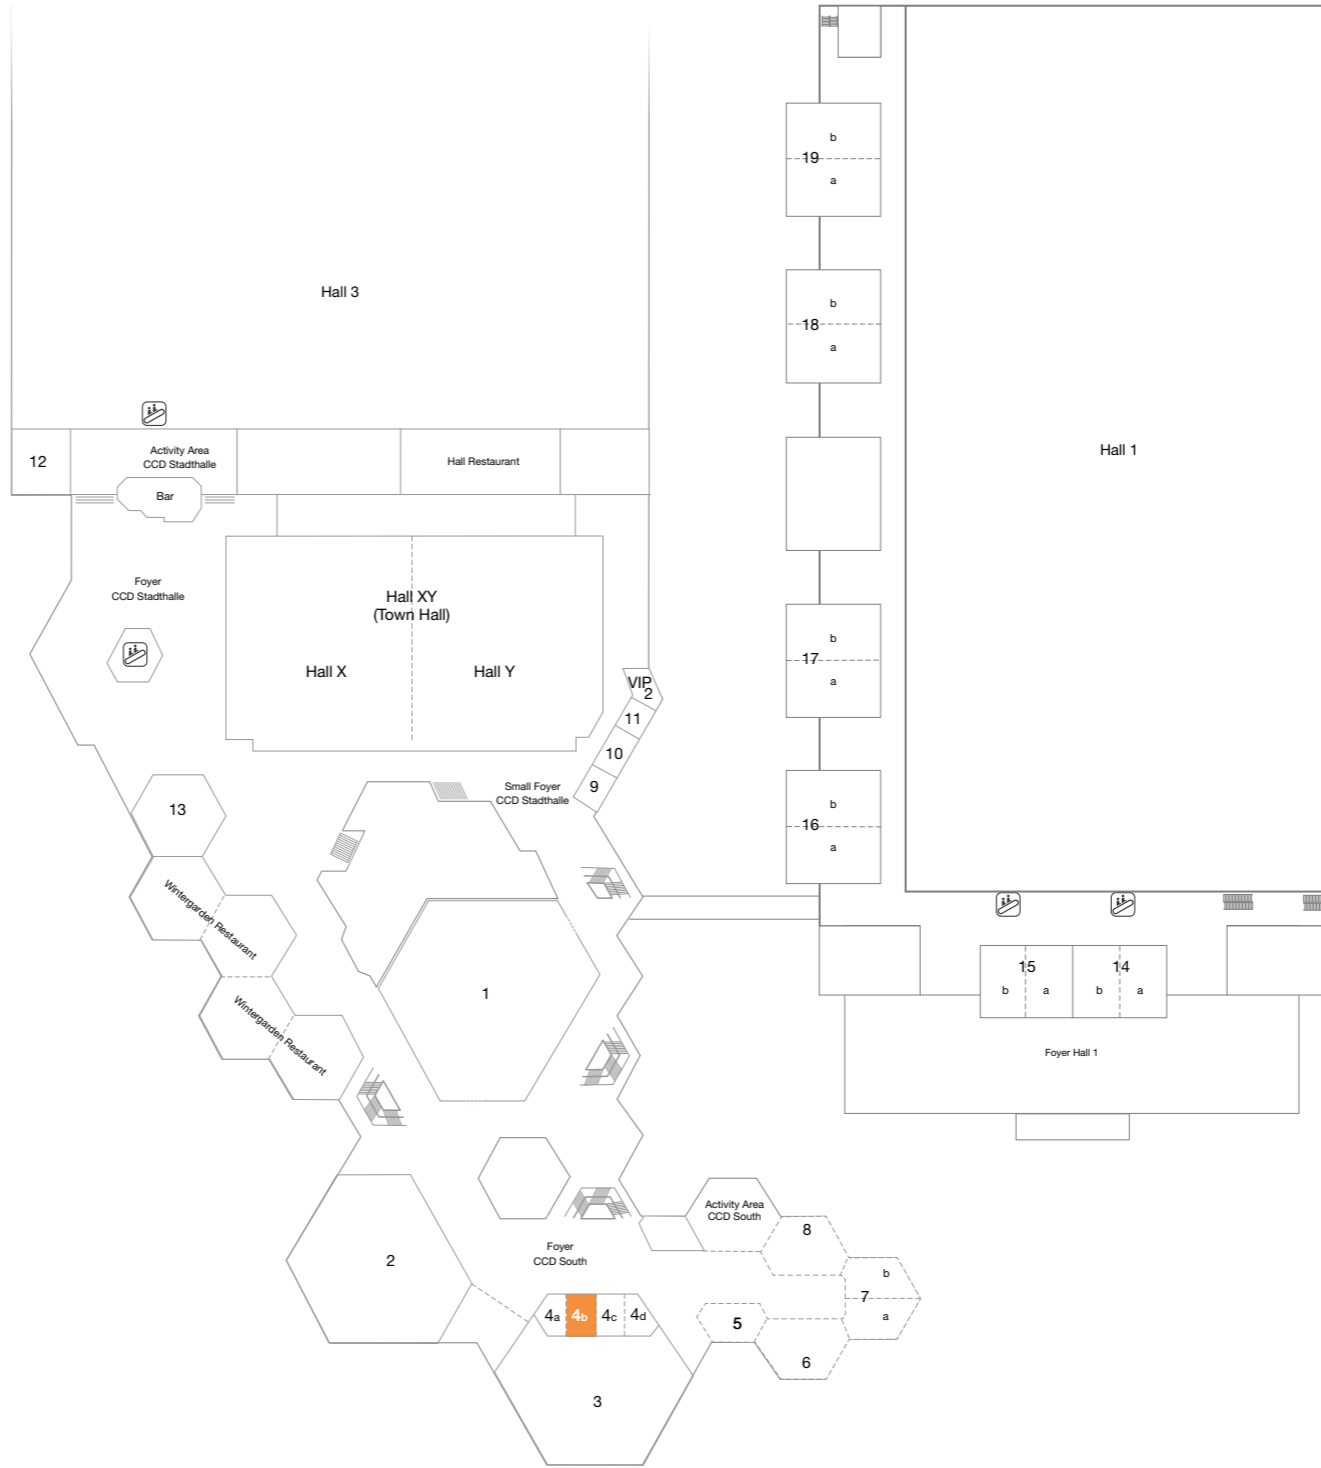 b
19
a
Hall 3
b
18
a
Hall 1
12
Activity Area
CCD Stadthalle
Hall Restaurant
Bar
Foyer
CCD Stadthalle
Hall XY
(Town Hall)
Hall X
Hall Y
b
17
a
VIP
2
11
10
9
Small Foyer
CCD Stadthalle
13
b
16
a
Wintergarden Restaurant
Wintergarden Restaurant
1
15
b
a
14
b
a
Foyer Hall 1
Activity Area
CCD South
8
2
Foyer
CCD South
b
7
a
4a
4b
4c
4d
5
6
3